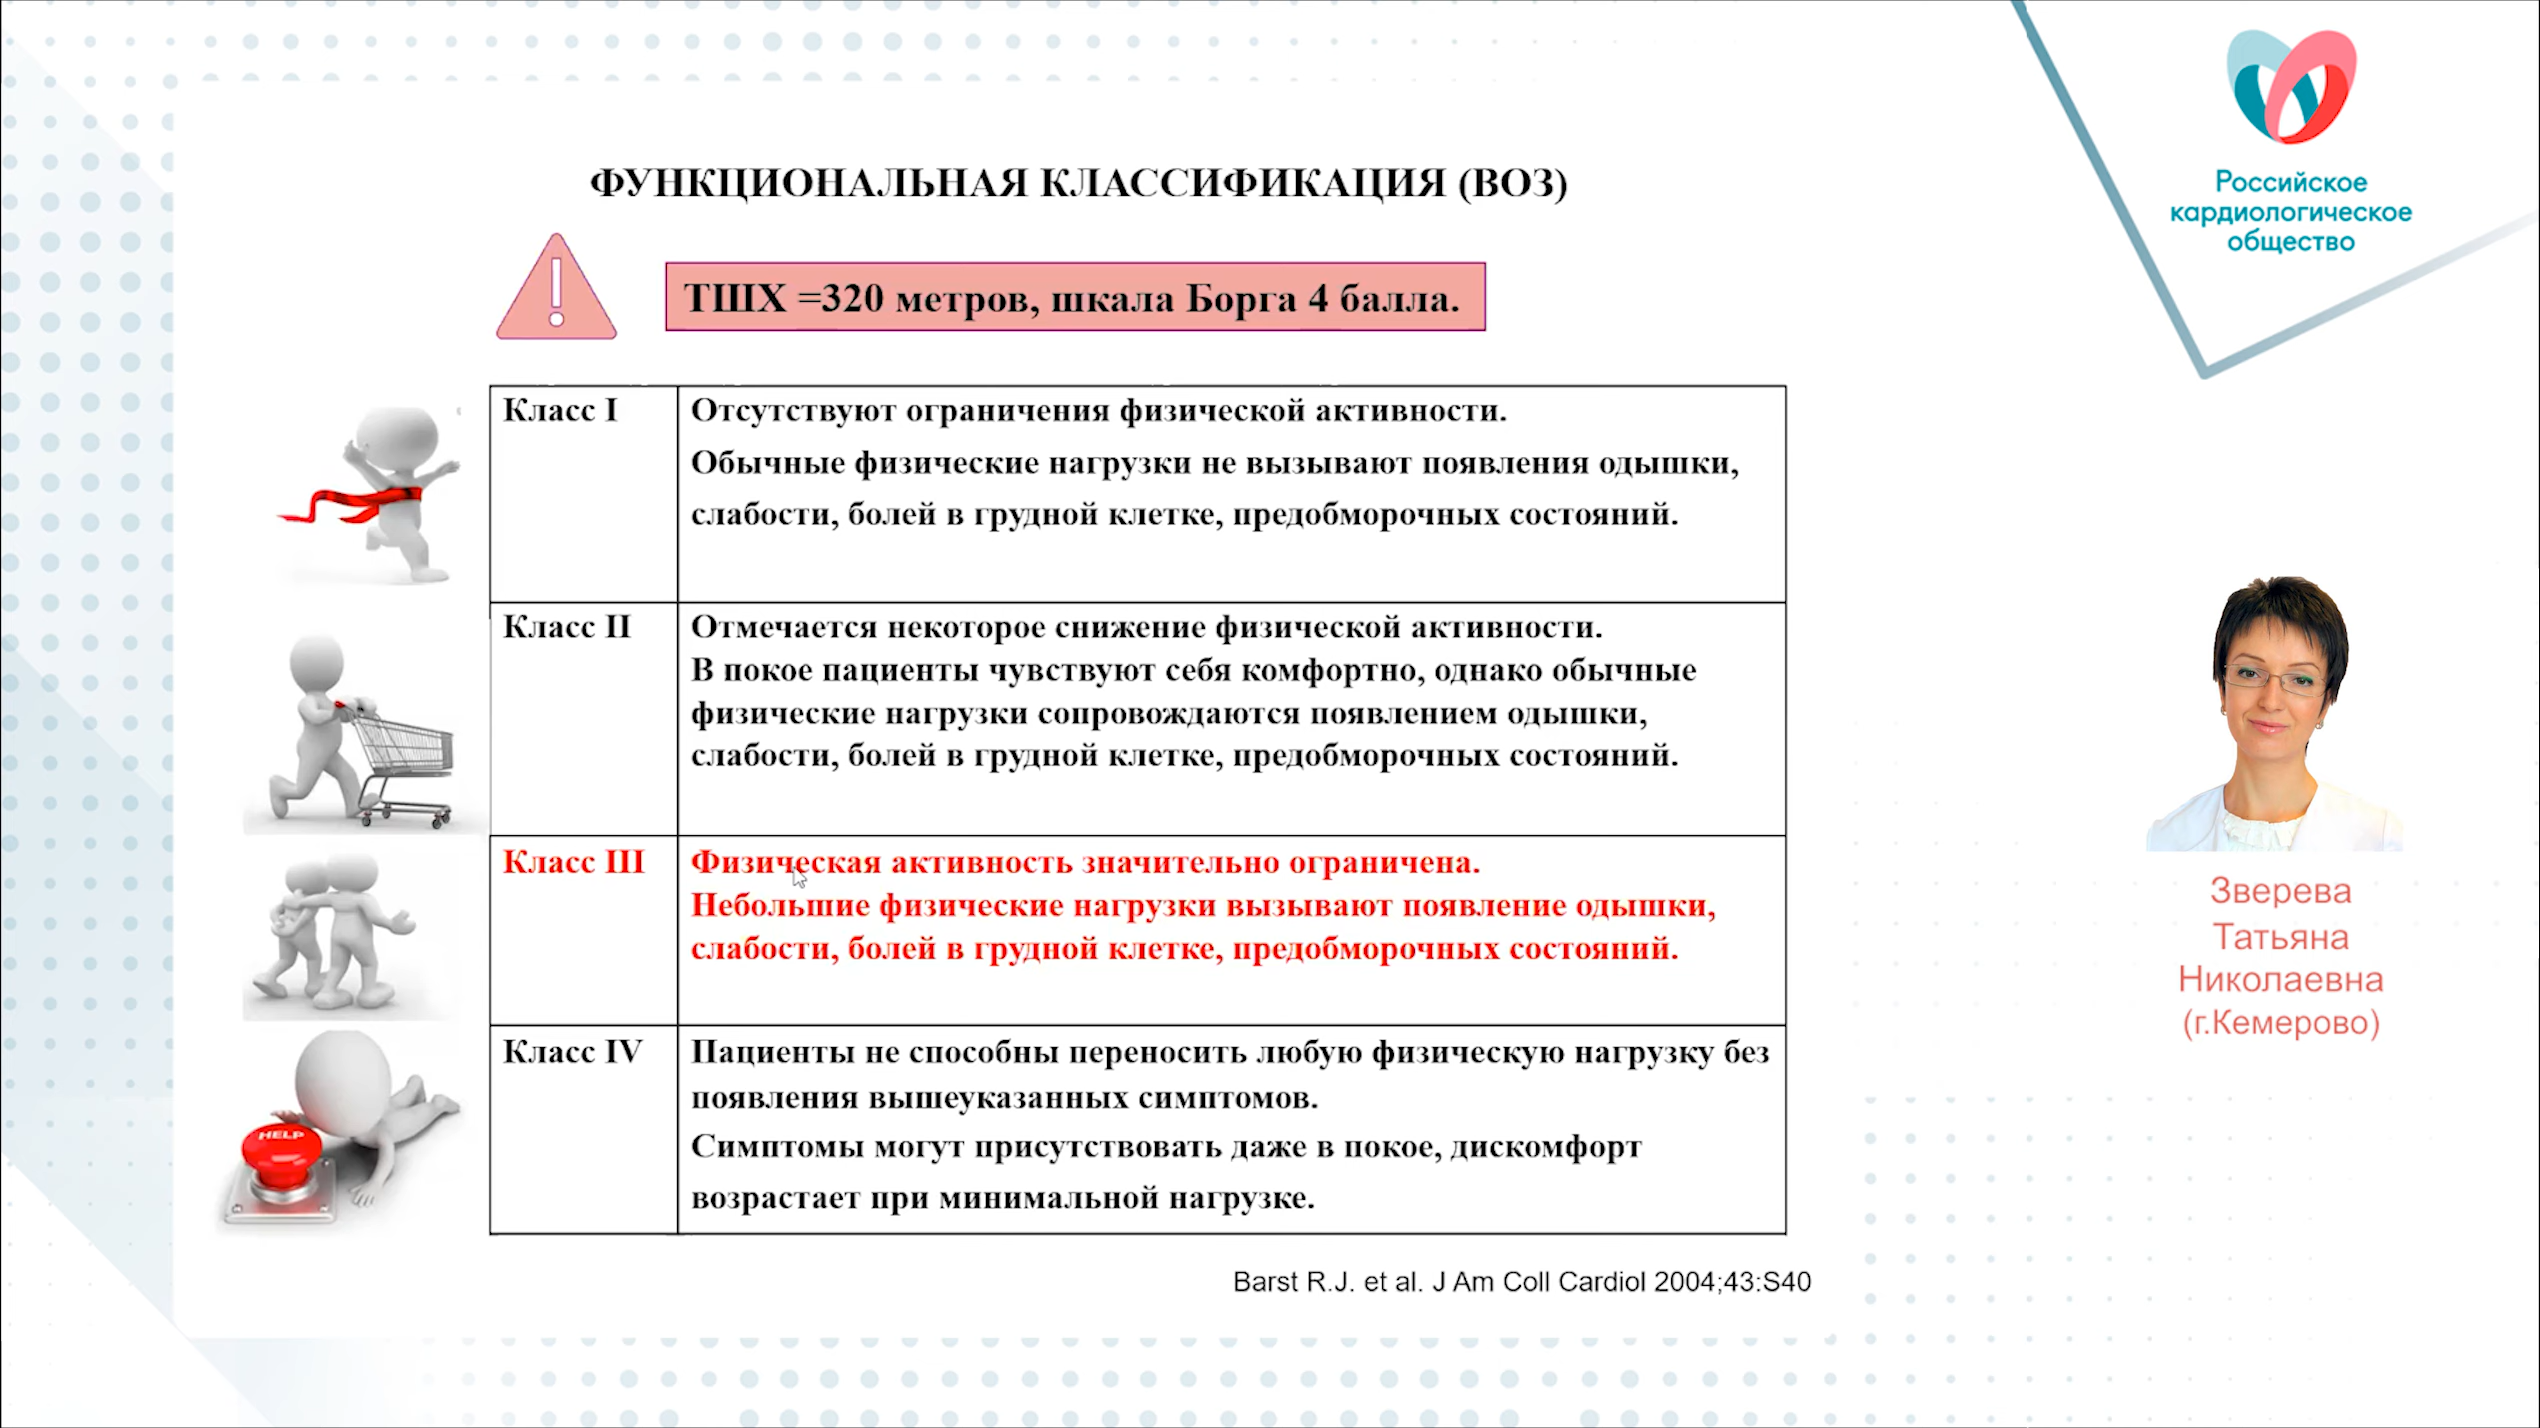 Российское
кардиологическое
общество
ФУНКЦИОНАЛЬНАЯ КЛАССИФИКАЦИЯ (ВОЗ)
ТШХ =320 метров, шкала Борга 4 балла.
Класс I
Отсутствуют ограничения физической активности.
Обычные физические нагрузки не вызывают появления одышки,
слабости, болей в грудной клетке, предобморочных состояний.
Класс II
Отмечается некоторое снижение физической активности.
В покое пациенты чувствуют себя комфортно, однако обычные
физические нагрузки сопровождаются появлением одышки,
слабости, болей в грудной клетке, предобморочных состояний.
Класс III
Физическая активность значительно ограничена.
Небольшие физические нагрузки вызывают появление одышки,
слабости, болей в грудной клетке, предобморочных состояний.
Класс IV
Пациенты не способны переносить любую физическую нагрузку без
появления вышеуказанных симптомов.
Симптомы могут присутствовать даже в покое, дискомфорт
возрастает при минимальной нагрузке.
HELP
Barst R.J. et al. J Am Coll Cardiol 2004;43:S40
Зверева
Татьяна
Николаевна
(г.Кемерово)